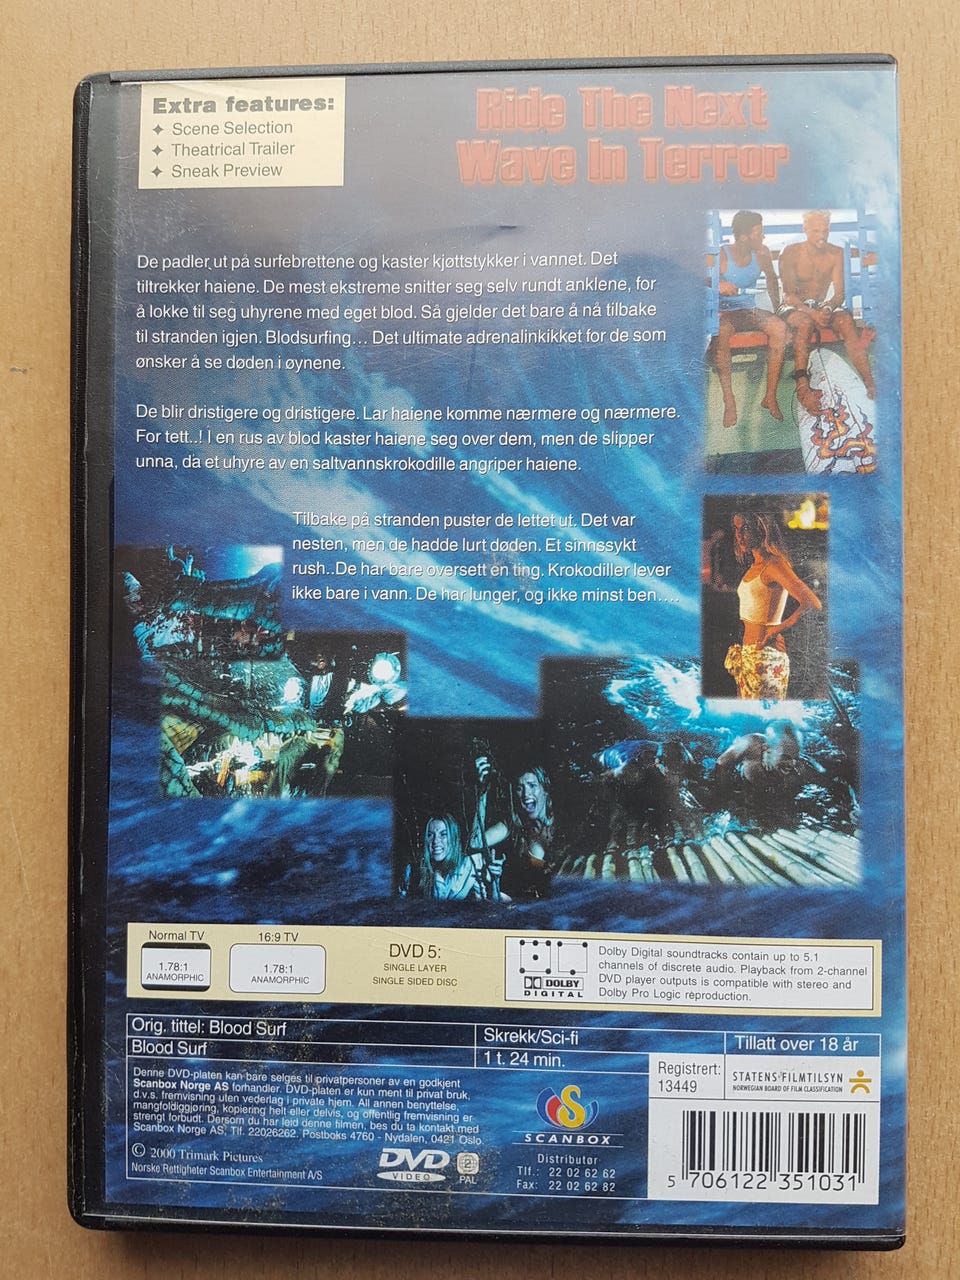 Extra features:
✦ Scene Selection
✦ Theatrical Trailer
✦ Sneak Preview
Ride The Next
Wave In Terror
De padler ut på surfebrettene og kaster kjøttstykker i vannet. Det
tiltrekker haiene. De mest ekstreme snitter seg selv rundt anklene, for
å lokke til seg uhyrene med eget blod. Så gjelder det bare å nå tilbake
til stranden igjen. Blodsurfing... Det ultimate adrenalinkikket for de som
ønsker å se døden i øynene.
De blir dristigere og dristigere. Lar haiene komme nærmere og nærmere.
For tett..! I en rus av blod kaster haiene seg over dem, men de slipper
unna, da et uhyre av en saltvannskrokodille angriper haiene.
Tilbake på stranden puster de lettet ut. Det var
nesten, men de hadde lurt døden. Et sinnssykt
rush..De har bare oversett en ting. Krokodiller lever
ikke bare i vann. De har lunger, og ikke minst ben....
Normal TV
1.78:1
ANAMORPHIC
16:9 TV
1.78:1
ANAMORPHIC
DVD 5:
SINGLE LAYER
SINGLE SIDED DISC
DOLBY
DIGITAL
Dolby Digital soundtracks contain up to 5.1
channels of discrete audio. Playback from 2-channel
DVD player outputs is compatible with stereo and
Dolby Pro Logic reproduction.
Orig. tittel: Blood Surf
Blood Surf
Skrekk/Sci-fi
1 t. 24 min.
Tillatt over 18 år
Denne DVD-platen kan bare selges til privatpersoner av en godkjent
Scanbox Norge AS forhandler. DVD-platen er kun ment til privat bruk,
d.v.s. fremvisning uten vederlag i private hjem. All annen benyttelse,
mangfoldiggjøring, kopiering helt eller delvis, og offentlig fremvisning er
strengt forbudt. Dersom du har leid denne filmen, bes du ta kontakt med
Scanbox Norge AS, Tlf. 22026262. Postboks 4760 - Nydalen, 0421 Oslo.
© 2000 Trimark Pictures
Norske Rettigheter Scanbox Entertainment A/S
DVD
VIDEO
2
PAL
S
SCANBOX
Distributør
Tlf.: 22 02 62 62
Fax: 22 02 62 82
Registrert:
13449
STATENS FILMTILSYN
NORWEGIAN BOARD OF FILM CLASSIFICATION
5 706122 351031